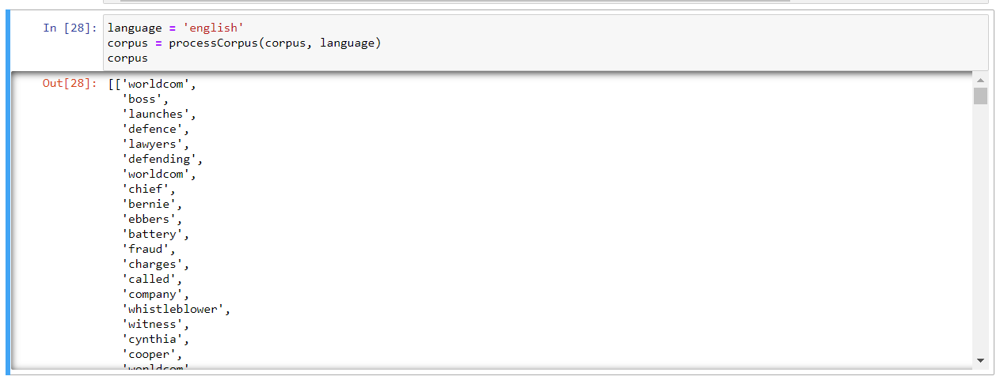 In [28]: language = 'english'
corpus = processCorpus(corpus, language)
corpus
Out[28]: [['worldcom',
'boss',
'launches',
'defence',
'lawyers',
'defending',
'worldcom',
'chief',
'bernie',
'ebbers',
'battery',
'fraud',
'charges',
'called',
'company',
'whistleblower',
'witness',
'cynthia',
'cooper',
'worldcom'